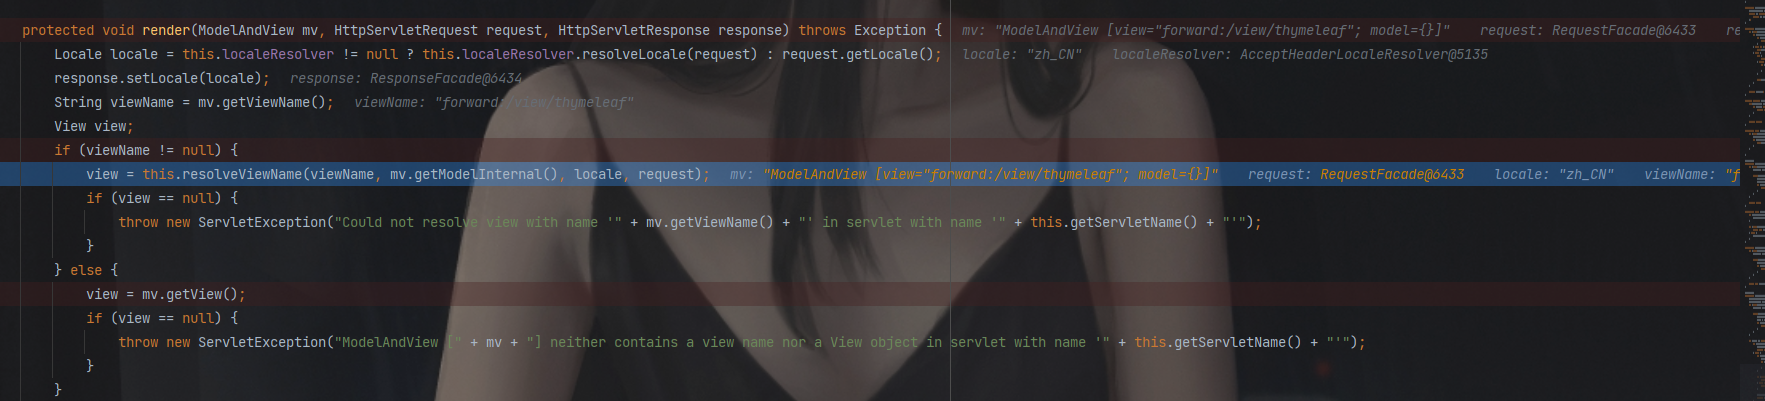 protected void render(ModelAndView mv, HttpServletRequest request, HttpServletResponse response) throws Exception {  mv: "ModelAndView [view="forward:/view/thymeleaf"; model={}]"  request: RequestFacade@6433  re
Locale locale = this.localeResolver != null ? this.localeResolver.resolveLocale(request) : request.getLocale();  locale: "zh_CN"  localeResolver: AcceptHeaderLocaleResolver@5135
response.setLocale(locale);  response: ResponseFacade@6434
String viewName = mv.getViewName();  viewName: "forward:/view/thymeleaf"
View view;
if (viewName != null) {
view = this.resolveViewName(viewName, mv.getModelInternal(), locale, request);  mv: "ModelAndView [view="forward:/view/thymeleaf"; model={}]"  request: RequestFacade@6433  locale: "zh_CN"  viewName: "f
if (view == null) {
throw new ServletException("Could not resolve view with name '" + mv.getViewName() + "' in servlet with name '" + this.getServletName() + "'");
}
} else {
view = mv.getView();
if (view == null) {
throw new ServletException("ModelAndView [" + mv + "] neither contains a view name nor a View object in servlet with name '" + this.getServletName() + "'");
}
}